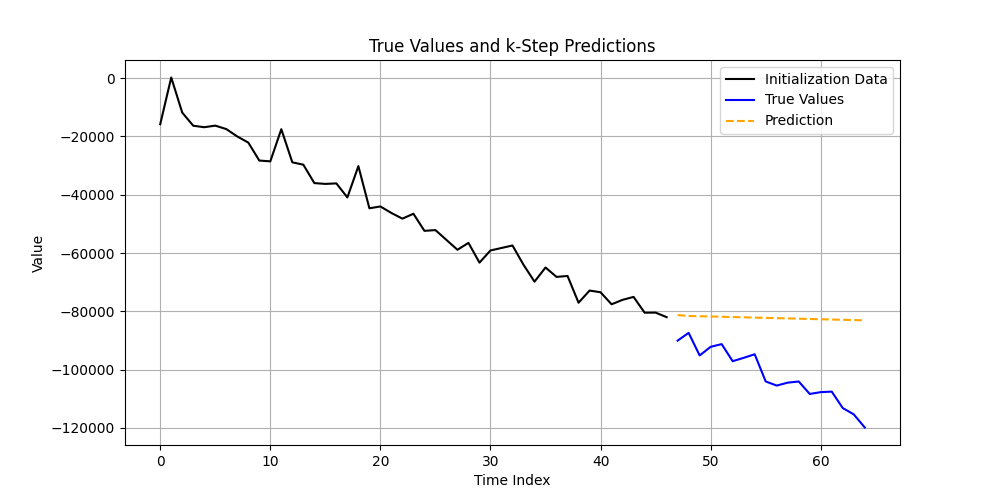 True Values and k-Step Predictions
Initialization Data
True Values
Prediction
Value
0
−20000
−40000
−60000
−80000
−100000
−120000
0 10 20 30 40 50 60
Time Index